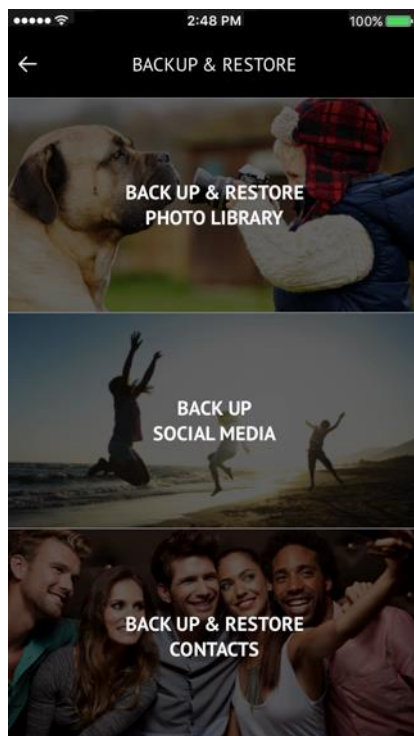 2:48 PM
100%
BACKUP & RESTORE
BACK UP & RESTORE
PHOTO LIBRARY
BACK UP
SOCIAL MEDIA
BACK UP & RESTORE
CONTACTS